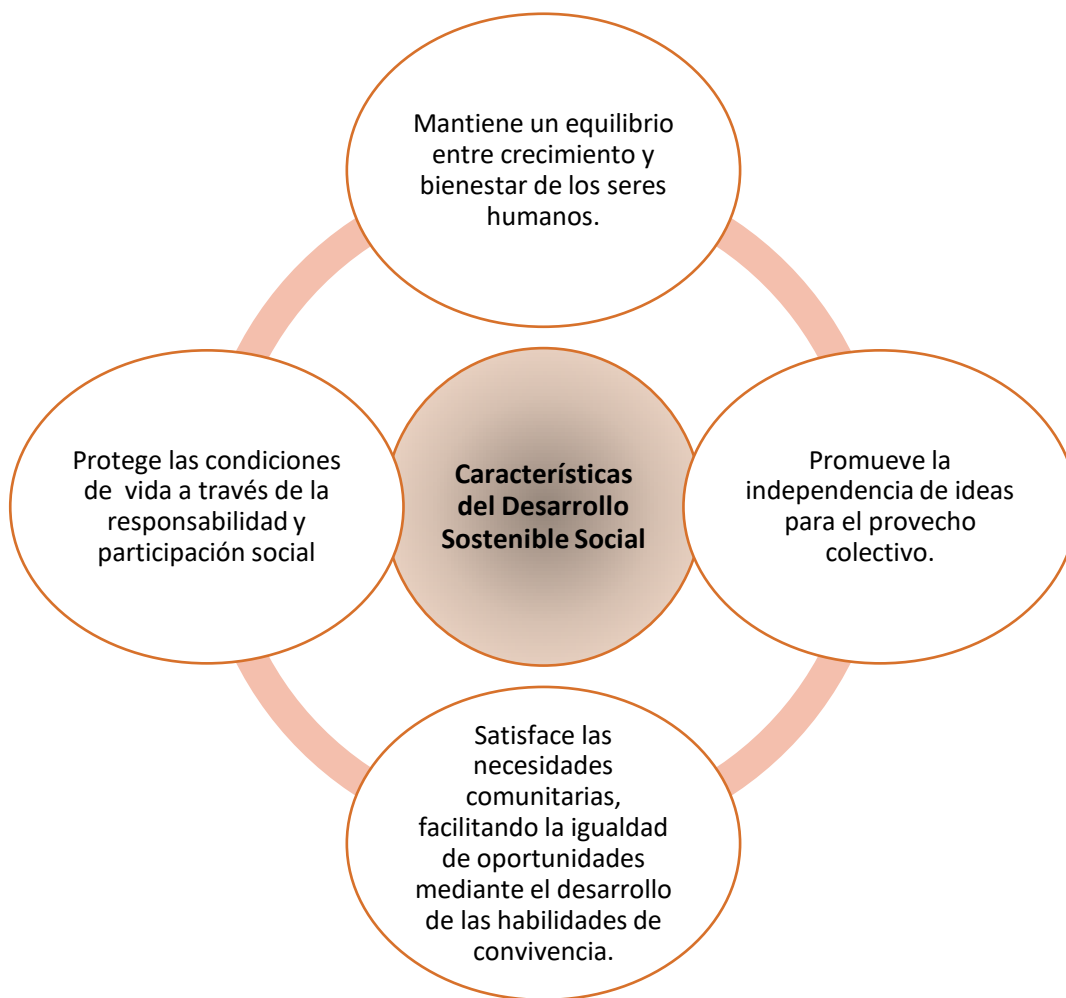 Mantiene un equilibrio
entre crecimiento y
bienestar de los seres
humanos.
Protege las condiciones
de vida a través de la
responsabilidad y
participación social
Características
del Desarrollo
Sostenible Social
Promueve la
independencia de ideas
para el provecho
colectivo.
Satisface las
necesidades
comunitarias,
facilitando la igualdad
de oportunidades
mediante el desarrollo
de las habilidades de
convivencia.